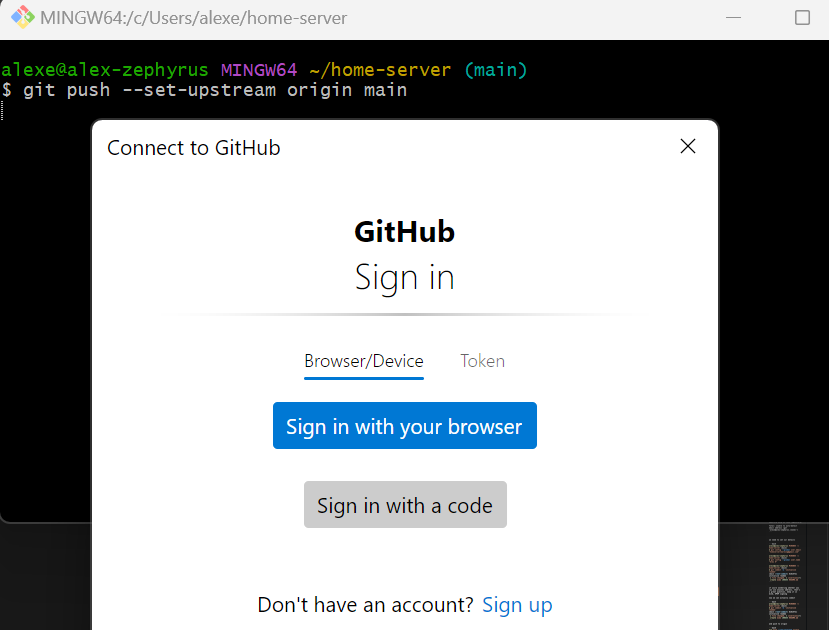 MINGW64:/c/Users/alexe/home-server
alexe@alex-zephyrus MINGW64 ~/home-server (main)
$ git push --set-upstream origin main
Connect to GitHub
GitHub
Sign in
Browser/Device Token
Sign in with your browser
Sign in with a code
Don't have an account? Sign up